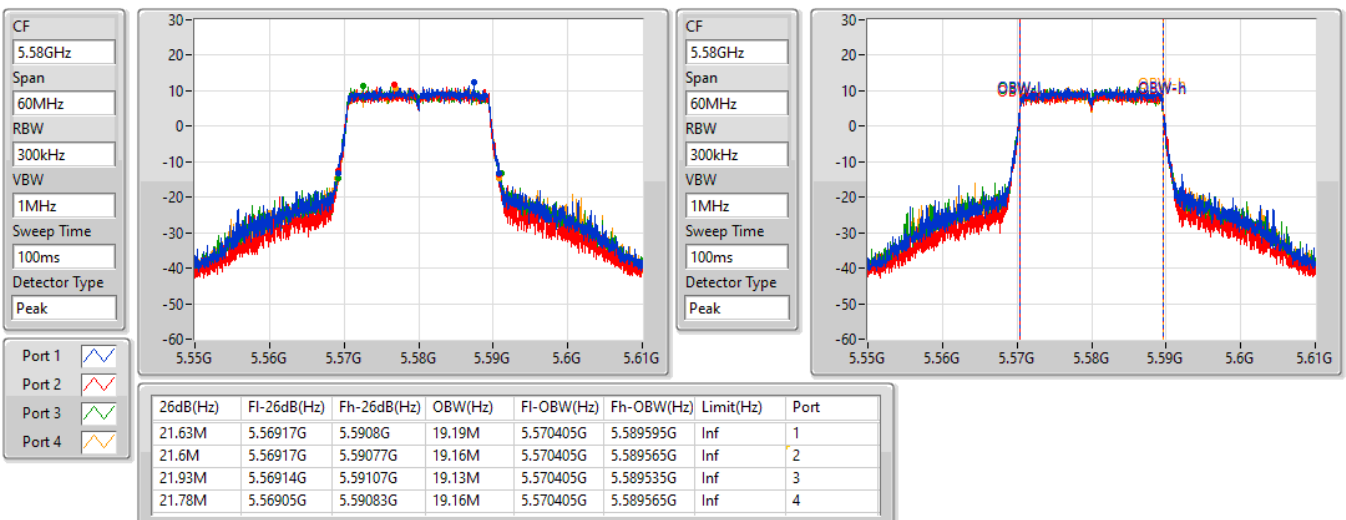 CF
5.58GHz
Span
60MHz
RBW
300kHz
VBW
1MHz
Sweep Time
100ms
Detector Type
Peak
30
20
10
0
-10
-20
-30
-40
-50
-60
5.55G 5.56G 5.57G 5.58G 5.59G 5.6G 5.61G
CF
5.58GHz
Span
60MHz
RBW
300kHz
VBW
1MHz
Sweep Time
100ms
Detector Type
Peak
30
20
10
0
-10
-20
-30
-40
-50
-60
OBW-l OBW-h
5.55G 5.56G 5.57G 5.58G 5.59G 5.6G 5.61G
Port 1
Port 2
Port 3
Port 4
26dB(Hz) Fl-26dB(Hz) Fh-26dB(Hz) OBW(Hz) Fl-OBW(Hz) Fh-OBW(Hz) Limit(Hz) Port
21.63M 5.56917G 5.5908G 19.19M 5.570405G 5.589595G Inf 1
21.6M 5.56917G 5.59077G 19.16M 5.570405G 5.589565G Inf 2
21.93M 5.56914G 5.59107G 19.13M 5.570405G 5.589535G Inf 3
21.78M 5.56905G 5.59083G 19.16M 5.570405G 5.589565G Inf 4